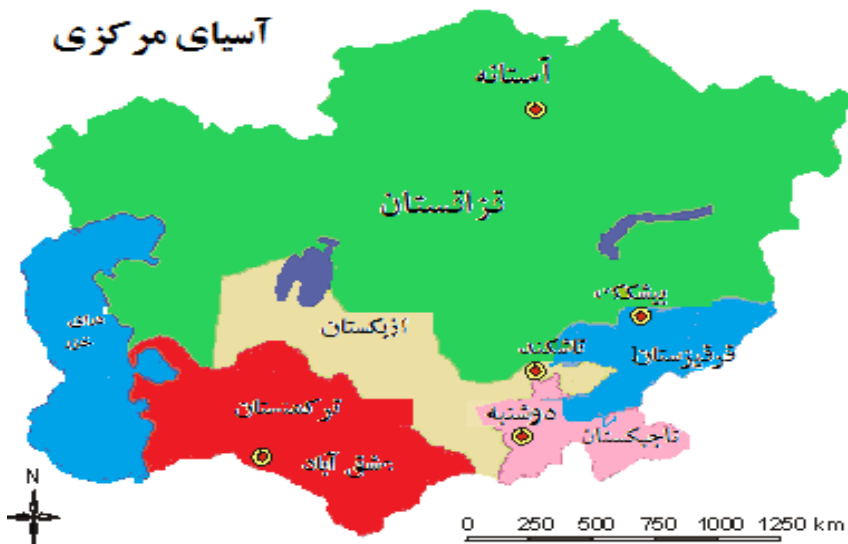 آسیای مرکزی
آستانه
قزاقستان
بیشکک
ازبکستان
تاشکند
قرقیزستان
ترکمنستان
دوشنبه
تاجیکستان
عشق آباد
N
0 250 500 750 1000 1250 km